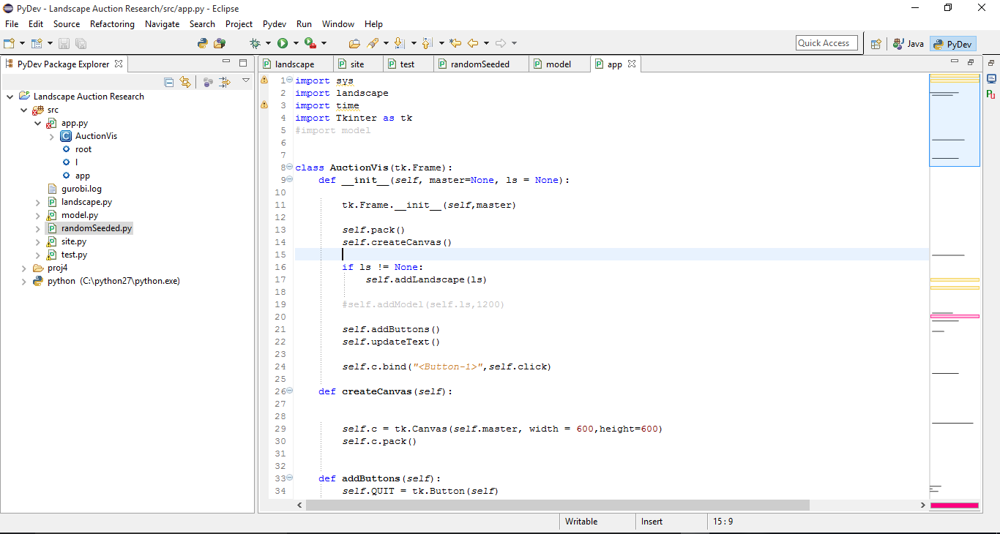 PyDev - Landscape Auction Research/src/app.py - Eclipse
File Edit Source Refactoring Navigate Search Project Pydev Run Window Help
Quick Access
Java
PyDev
PyDev Package Explorer
landscape
site
test
randomSeeded
model
app
Landscape Auction Research
src
app.py
AuctionVis
root
l
app
gurobi.log
landscape.py
model.py
randomSeeded.py
site.py
test.py
proj4
python (C:\python27\python.exe)
1 import sys
2 import landscape
3 import time
4 import Tkinter as tk
5 #import model
6
7
8 class AuctionVis(tk.Frame):
9 def __init__(self, master=None, ls = None):
10
11 tk.Frame.__init__(self,master)
12
13 self.pack()
14 self.createCanvas()
15
16 if ls != None:
17 self.addLandscape(ls)
18
19 #self.addModel(self.ls,1200)
20
21 self.addButtons()
22 self.updateText()
23
24 self.c.bind("<Button-1>",self.click)
25
26 def createCanvas(self):
27
28
29 self.c = tk.Canvas(self.master, width = 600,height=600)
30 self.c.pack()
31
32
33 def addButtons(self):
34 self.QUIT = tk.Button(self)
Writable
Insert
15 : 9